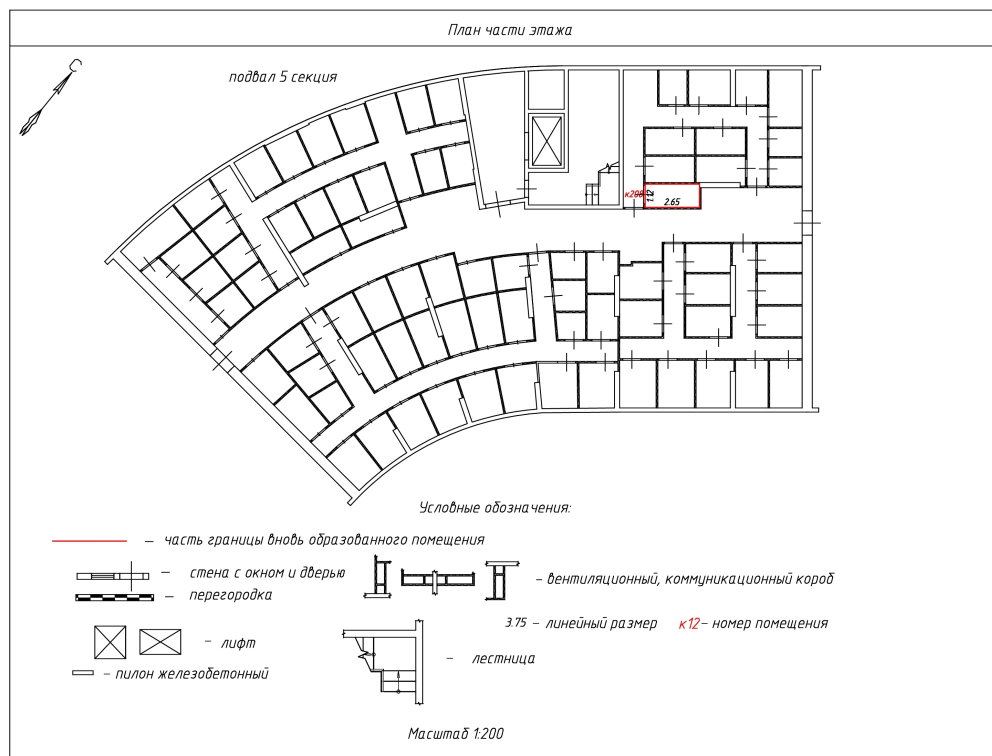 План части этажа
С
подвал 5 секция
к208
1.12
2.65
Условные обозначения:
– часть границы вновь образованного помещения
– стена с окном и дверью
– перегородка
– вентиляционный, коммуникационный короб
3.75 – линейный размер к12 – номер помещения
– лифт
– лестница
– пилон железобетонный
Масштаб 1:200